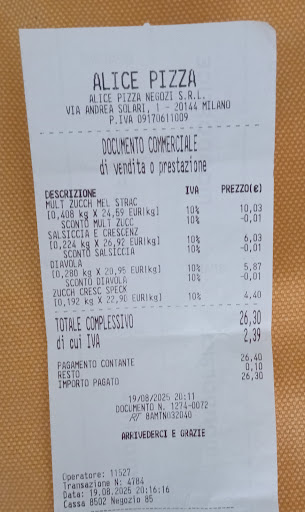 ALICE PIZZA
ALICE PIZZA NEGOZI S.R.L.
VIA ANDREA SOLARI, 1 - 20144 MILANO
P.IVA 09170611009
DOCUMENTO COMMERCIALE
di vendita o prestazione
DESCRIZIONE IVA PREZZO(€)
MULT ZUCCH MEL STRAC 10% 10,03
[0,408 kg X 24,59 EUR|kg]
SCONTO MULT ZUCC 10% -0,01
SALSICCIA E CRESCENZ 10% 6,03
[0,224 kg X 26,92 EUR|kg]
SCONTO SALSICCIA 10% -0,01
DIAVOLA 10% 5,87
[0,280 kg X 20,95 EUR|kg]
SCONTO DIAVOLA 10% -0,01
ZUCCH CRESC SPECK 10% 4,40
[0,192 kg X 22,90 EUR|kg]
TOTALE COMPLESSIVO 26,30
di cui IVA 2,39
PAGAMENTO CONTANTE 26,40
RESTO 0,10
IMPORTO PAGATO 26,30
19/08/2025 20:11
DOCUMENTO N. 1274-0072
RT 8AMTN032040
ARRIVEDERCI E GRAZIE
Operatore: 11527
Transazione N: 4784
Data: 19.08.2025 20:16:16
Cassa 8502 Negozio 85